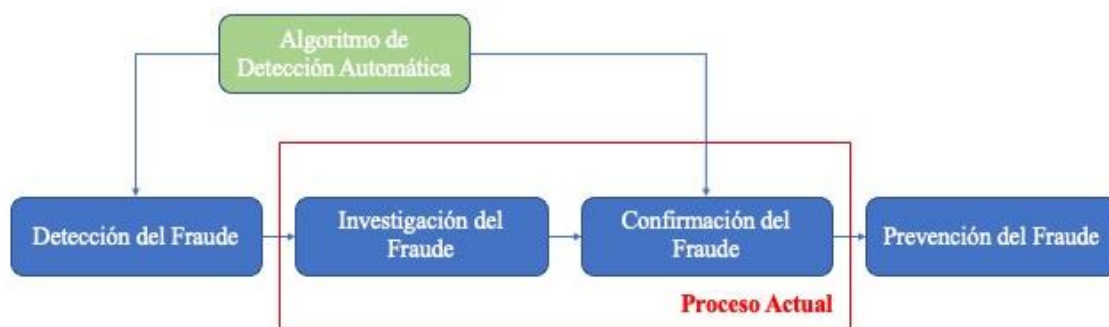 Algoritmo de
Detección Automática
Detección del Fraude
Investigación del
Fraude
Confirmación del
Fraude
Prevención del Fraude
Proceso Actual